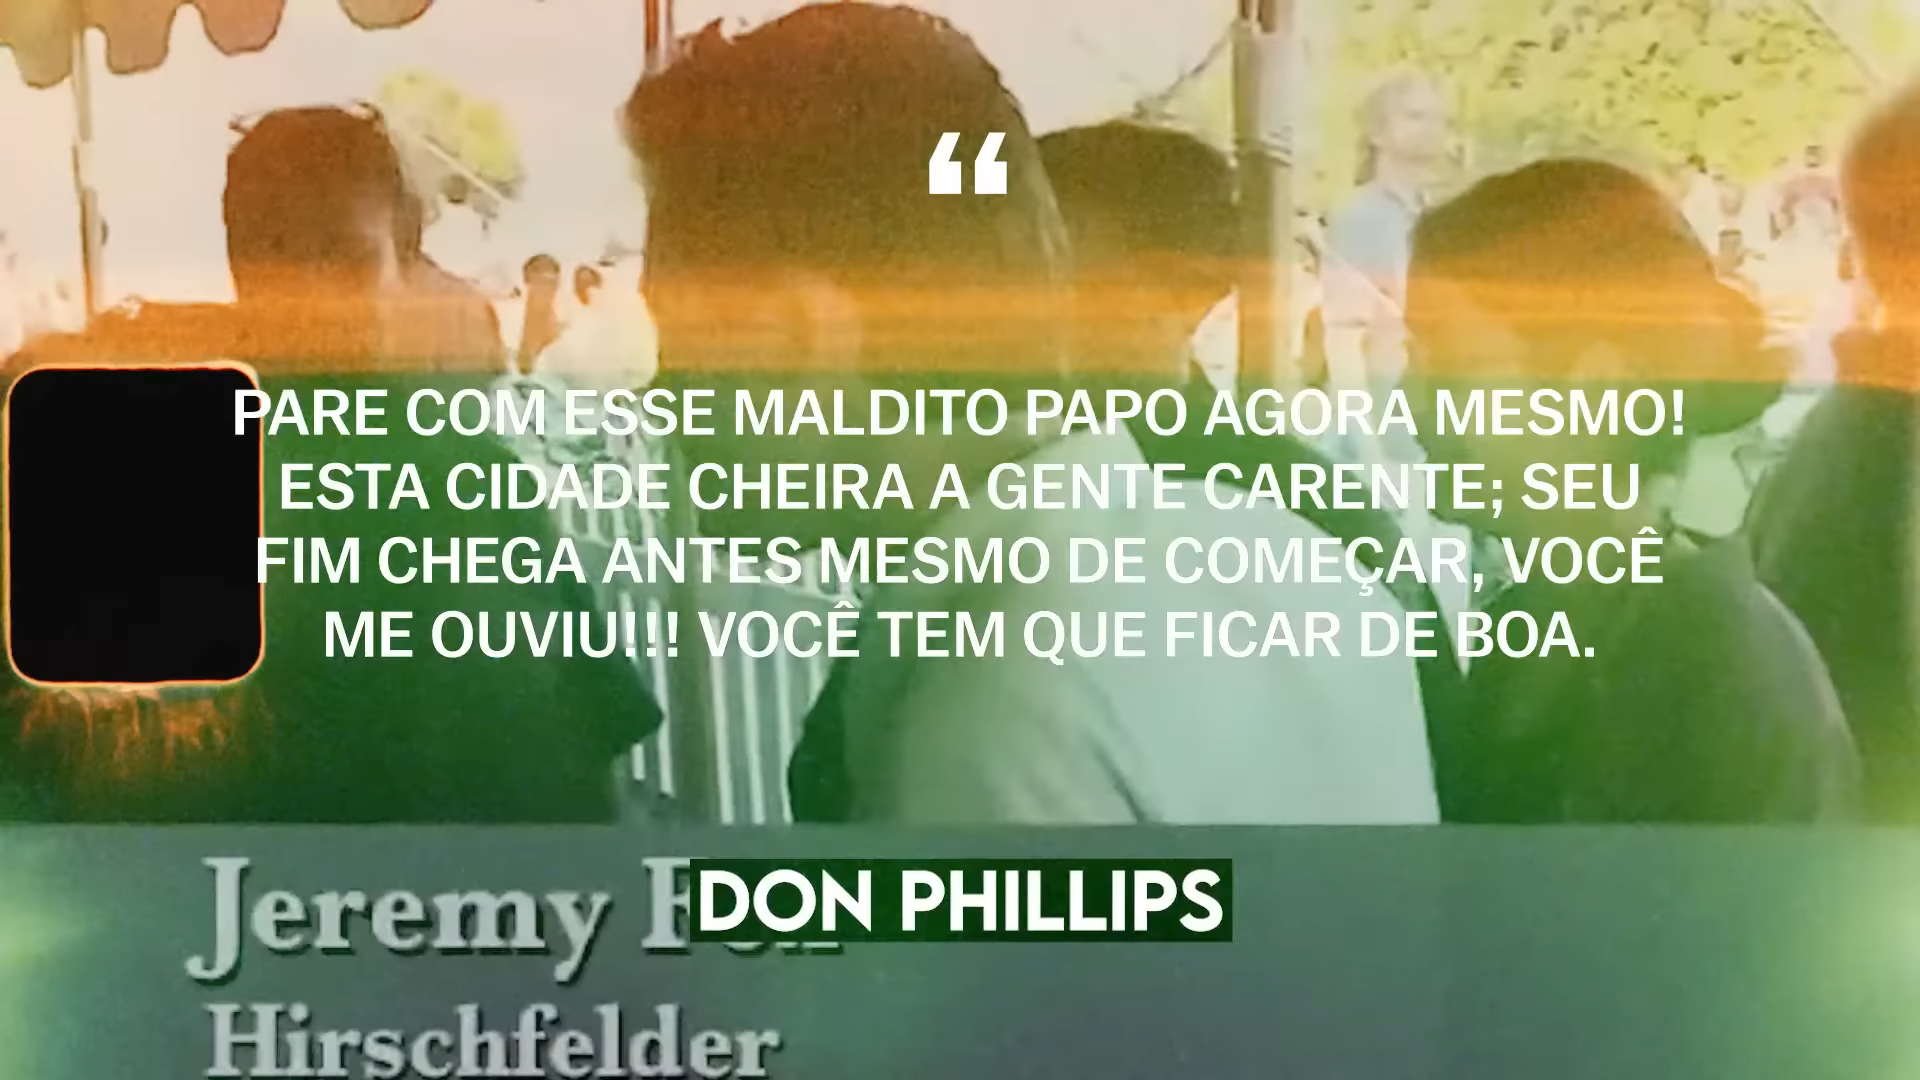 “
PARE COM ESSE MALDITO PAPO AGORA MESMO!
ESTA CIDADE CHEIRA A GENTE CARENTE; SEU
FIM CHEGA ANTES MESMO DE COMEÇAR, VOCÊ
ME OUVIU!!! VOCÊ TEM QUE FICAR DE BOA.
DON PHILLIPS
Jeremy
Hirschfelder